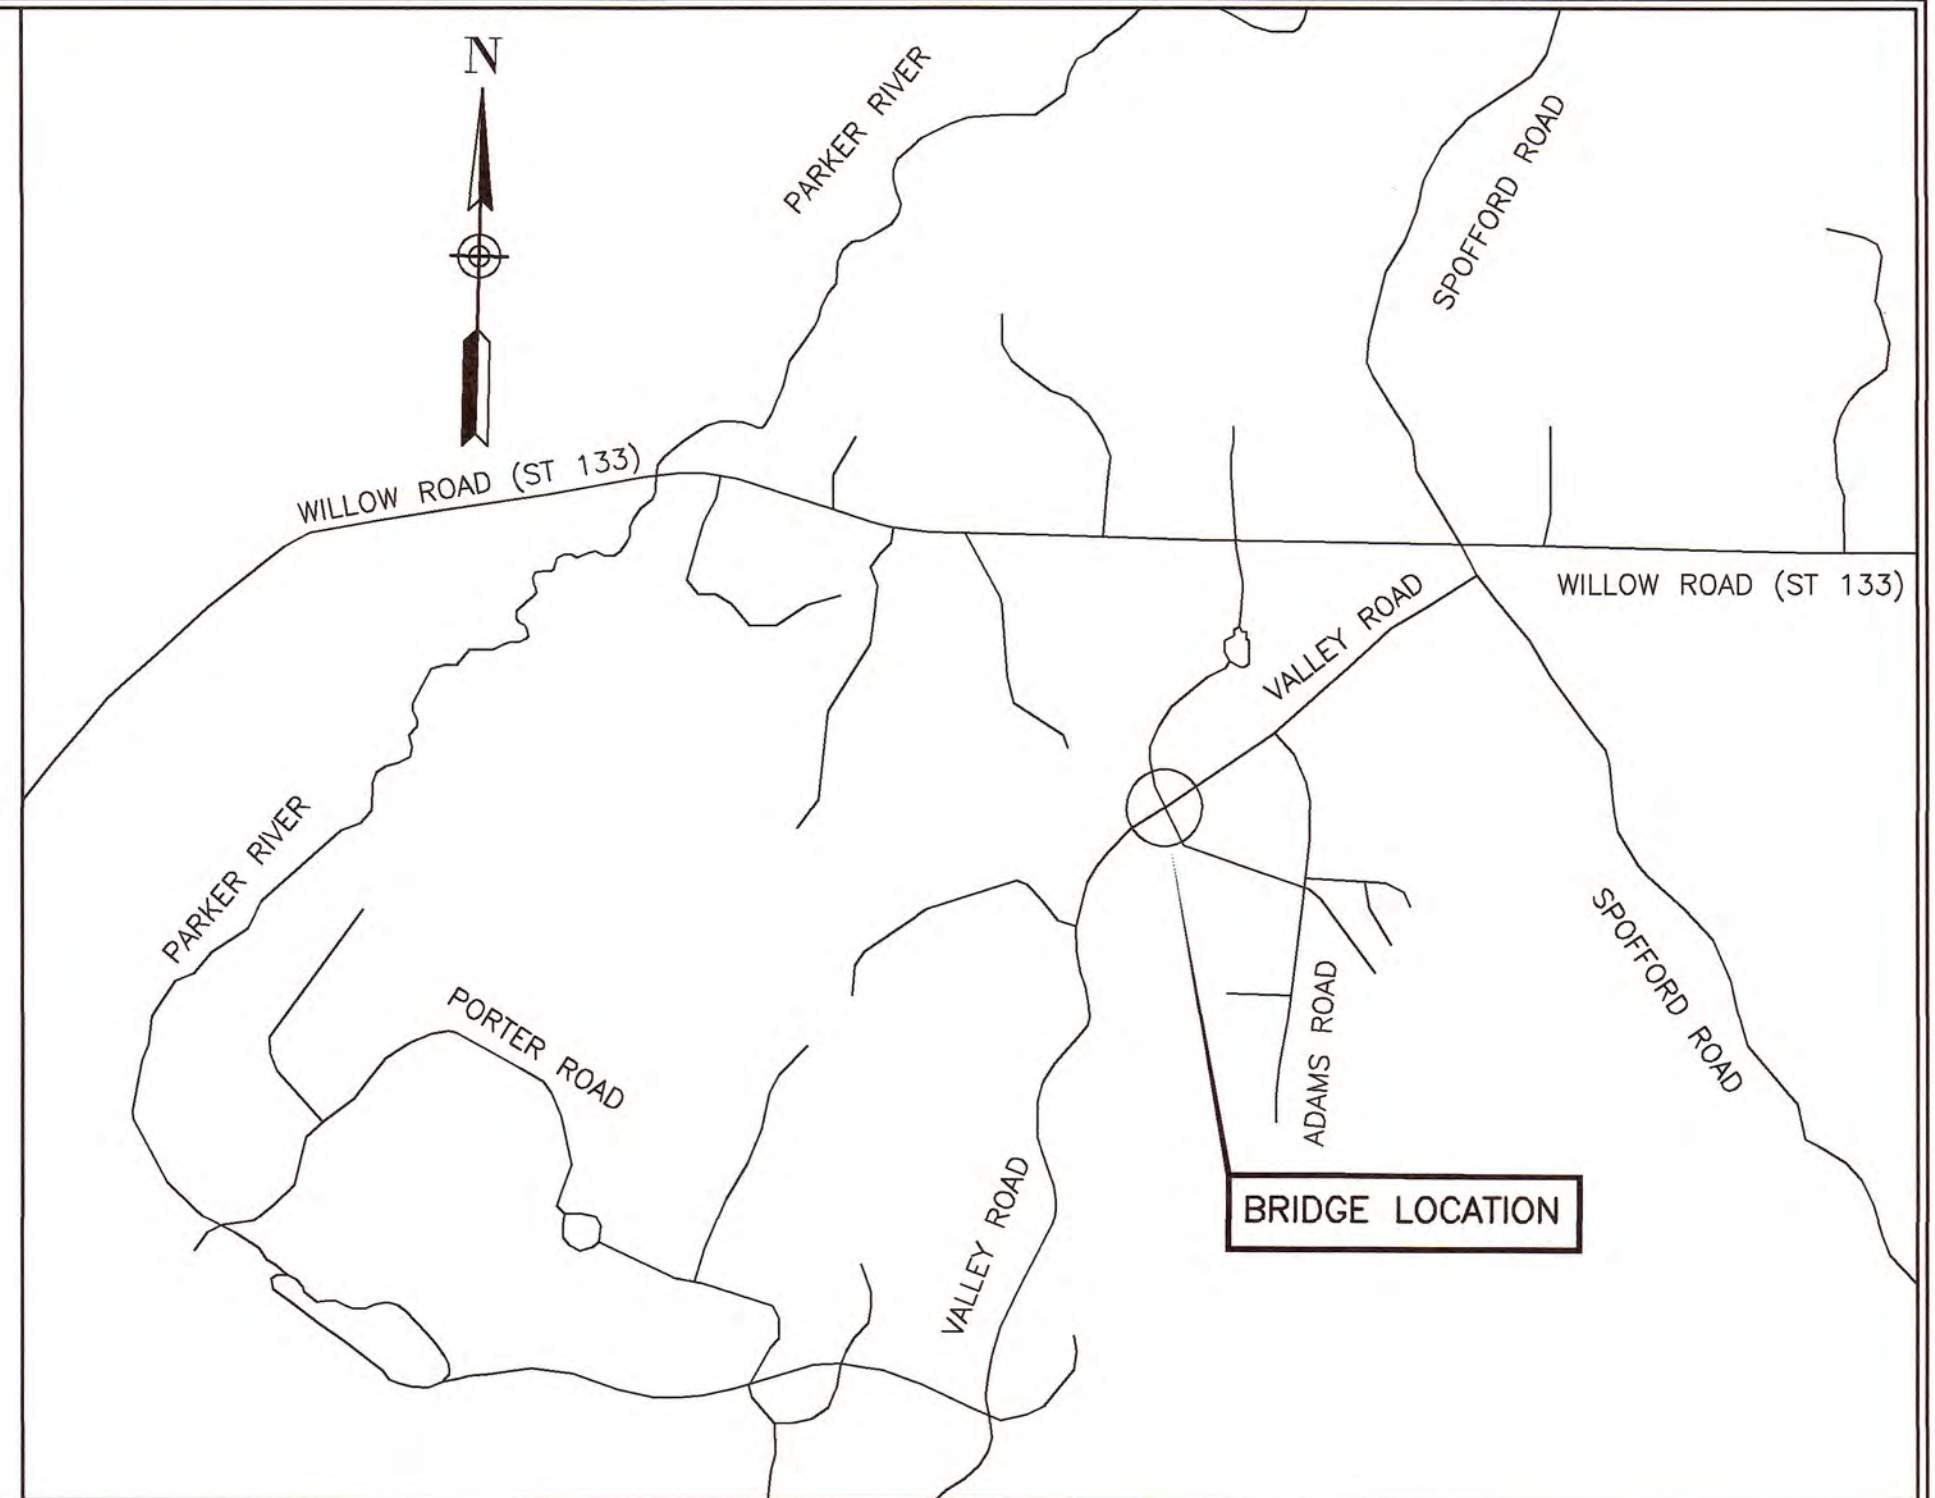 N
PARKER RIVER
SPOFFORD ROAD
WILLOW ROAD (ST 133)
WILLOW ROAD (ST 133)
VALLEY ROAD
PARKER RIVER
SPOFFORD ROAD
PORTER ROAD
ADAMS ROAD
VALLEY ROAD
BRIDGE LOCATION